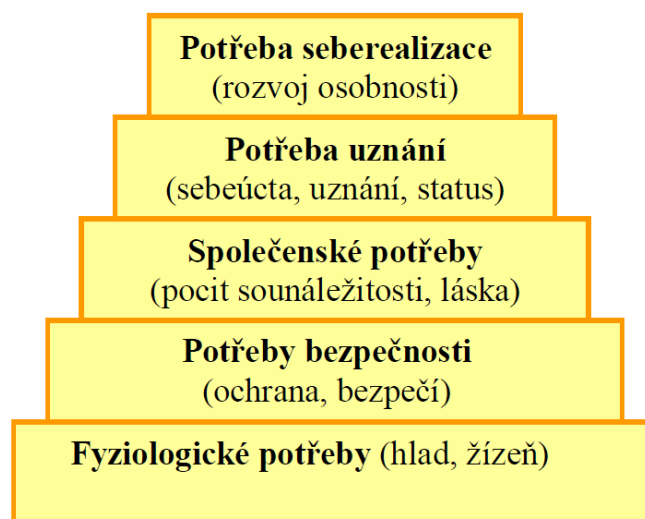 Potřeba seberealizace
(rozvoj osobnosti)
Potřeba uznání
(sebeúcta, uznání, status)
Společenské potřeby
(pocit sounáležitosti, láska)
Potřeby bezpečnosti
(ochrana, bezpečí)
Fyziologické potřeby (hlad, žízeň)